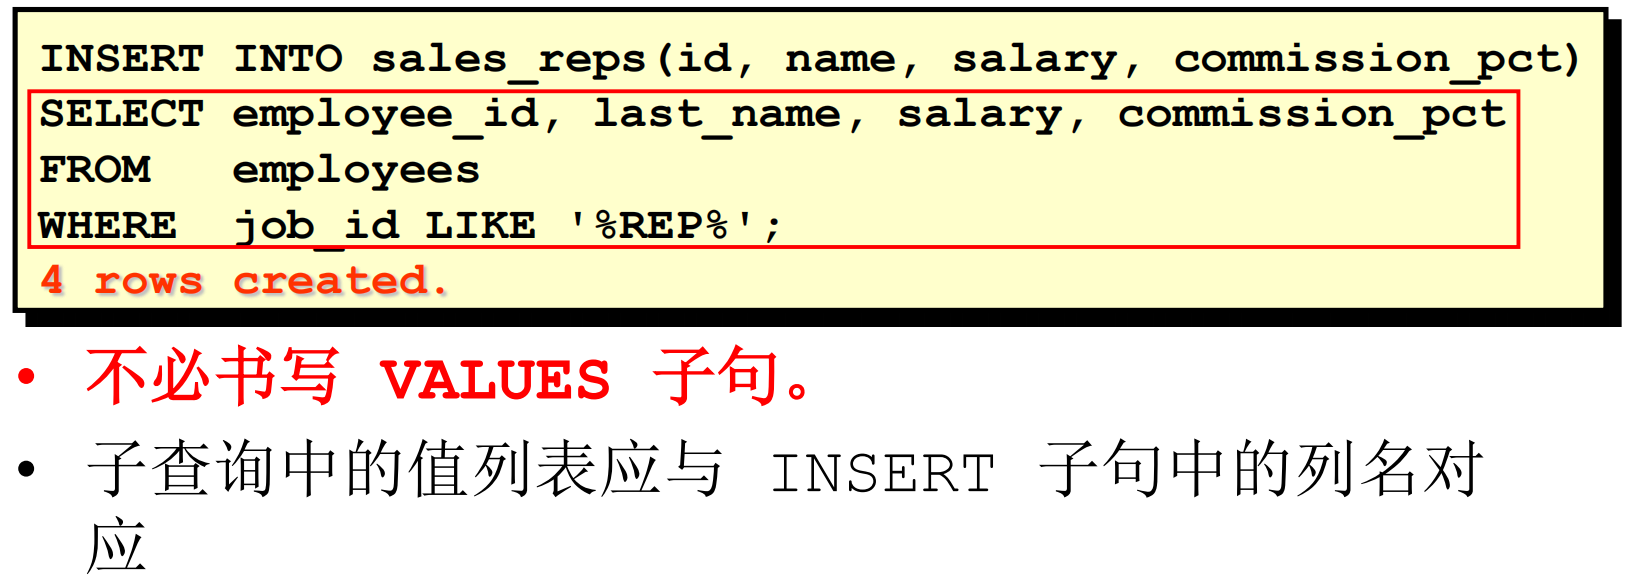 INSERT INTO sales_reps(id, name, salary, commission_pct)
SELECT employee_id, last_name, salary, commission_pct
FROM   employees
WHERE  job_id LIKE '%REP%';
4 rows created.
• 不必书写 VALUES 子句。
• 子查询中的值列表应与 INSERT 子句中的列名对
应